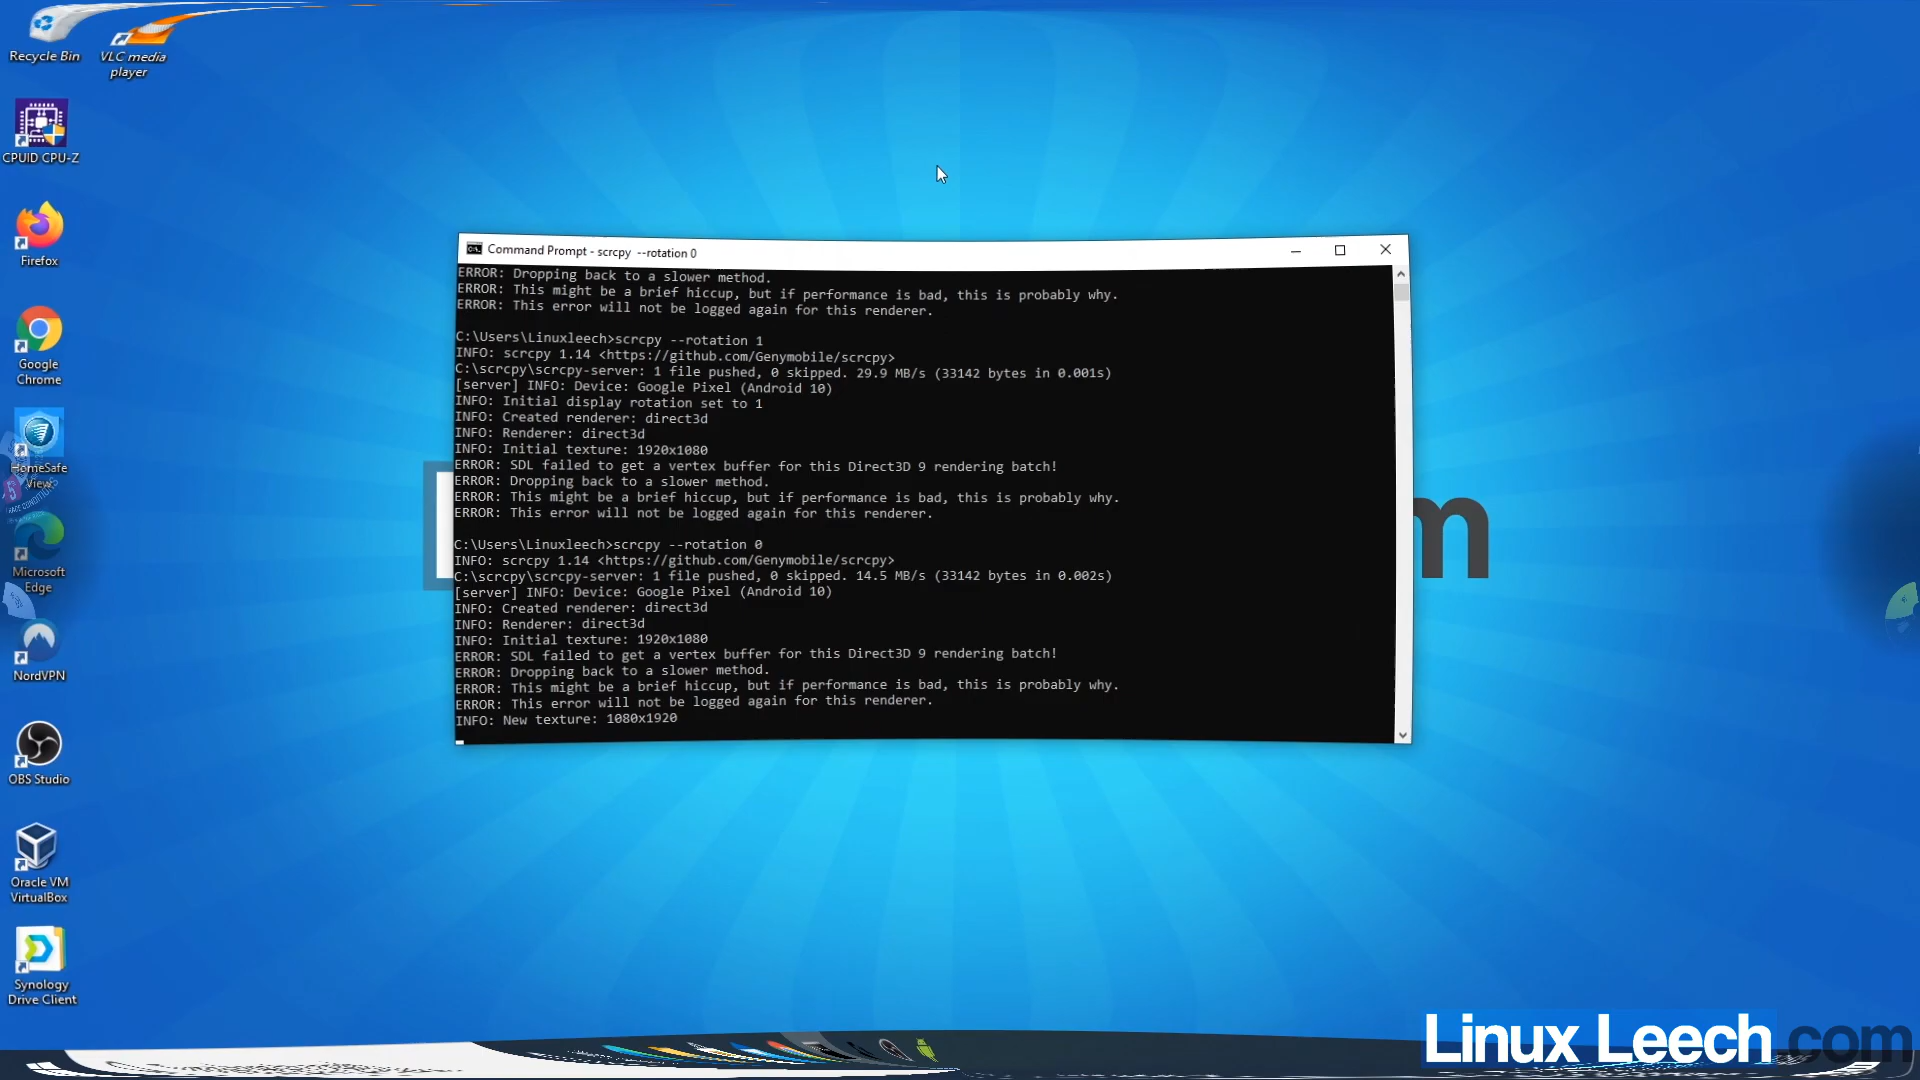 Recycle Bin
VLC media
player
CPUID CPU-Z
Firefox
Google
Chrome
HomeSafe
View
Microsoft
Edge
NordVPN
OBS Studio
Oracle VM
VirtualBox
Synology
Drive Client
Command Prompt - scrcpy --rotation 0
ERROR: Dropping back to a slower method.
ERROR: This might be a brief hiccup, but if performance is bad, this is probably why.
ERROR: This error will not be logged again for this renderer.
C:\Users\Linuxleech>scrcpy --rotation 1
INFO: scrcpy 1.14 <https://github.com/Genymobile/scrcpy>
C:\scrcpy\scrcpy-server: 1 file pushed, 0 skipped. 29.9 MB/s (33142 bytes in 0.001s)
[server] INFO: Device: Google Pixel (Android 10)
INFO: Initial display rotation set to 1
INFO: Created renderer: direct3d
INFO: Renderer: direct3d
INFO: Initial texture: 1920x1080
ERROR: SDL failed to get a vertex buffer for this Direct3D 9 rendering batch!
ERROR: Dropping back to a slower method.
ERROR: This might be a brief hiccup, but if performance is bad, this is probably why.
ERROR: This error will not be logged again for this renderer.
C:\Users\Linuxleech>scrcpy --rotation 0
INFO: scrcpy 1.14 <https://github.com/Genymobile/scrcpy>
C:\scrcpy\scrcpy-server: 1 file pushed, 0 skipped. 14.5 MB/s (33142 bytes in 0.002s)
[server] INFO: Device: Google Pixel (Android 10)
INFO: Created renderer: direct3d
INFO: Renderer: direct3d
INFO: Initial texture: 1920x1080
ERROR: SDL failed to get a vertex buffer for this Direct3D 9 rendering batch!
ERROR: Dropping back to a slower method.
ERROR: This might be a brief hiccup, but if performance is bad, this is probably why.
ERROR: This error will not be logged again for this renderer.
INFO: New texture: 1080x1920
m
Linux Leech.com